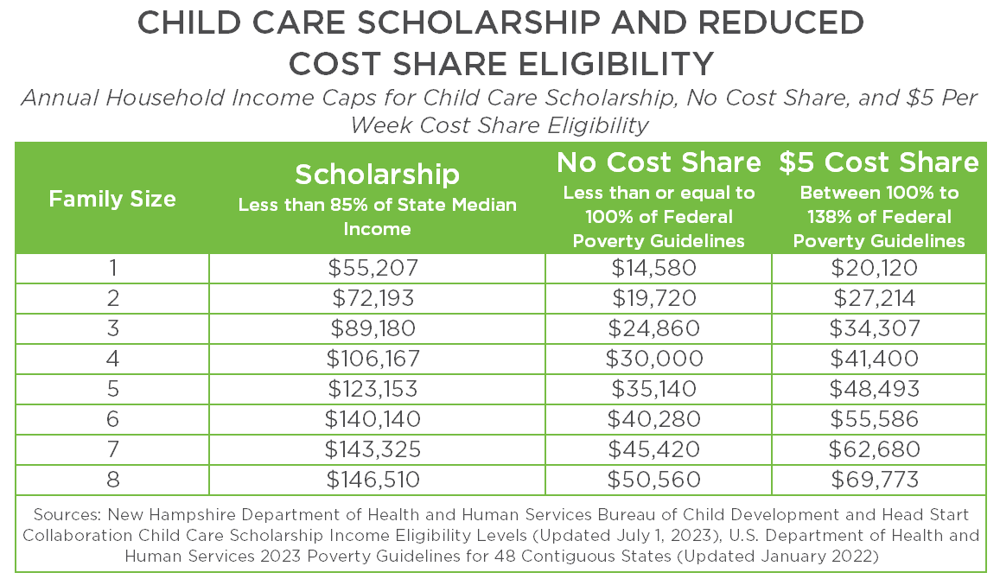 CHILD CARE SCHOLARSHIP AND REDUCED
COST SHARE ELIGIBILITY
Annual Household Income Caps for Child Care Scholarship, No Cost Share, and $5 Per
Week Cost Share Eligibility
Family Size
Scholarship
Less than 85% of State Median
Income
No Cost Share
Less than or equal to
100% of Federal
Poverty Guidelines
$5 Cost Share
Between 100% to
138% of Federal
Poverty Guidelines
1 $55,207 $14,580 $20,120
2 $72,193 $19,720 $27,214
3 $89,180 $24,860 $34,307
4 $106,167 $30,000 $41,400
5 $123,153 $35,140 $48,493
6 $140,140 $40,280 $55,586
7 $143,325 $45,420 $62,680
8 $146,510 $50,560 $69,773
Sources: New Hampshire Department of Health and Human Services Bureau of Child Development and Head Start
Collaboration Child Care Scholarship Income Eligibility Levels (Updated July 1, 2023), U.S. Department of Health and
Human Services 2023 Poverty Guidelines for 48 Contiguous States (Updated January 2022)